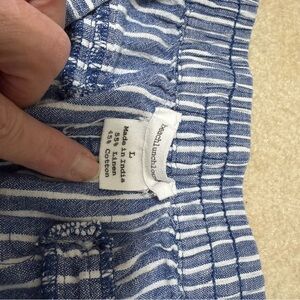 L
Made in India
55% Linen
45% Cotton